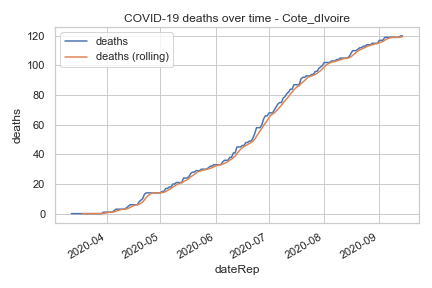 COVID-19 deaths over time - Cote_dIvoire
deaths
deaths (rolling)
deaths
120
100
80
60
40
20
0
2020-04
2020-05
2020-06
2020-07
2020-08
2020-09
dateRep